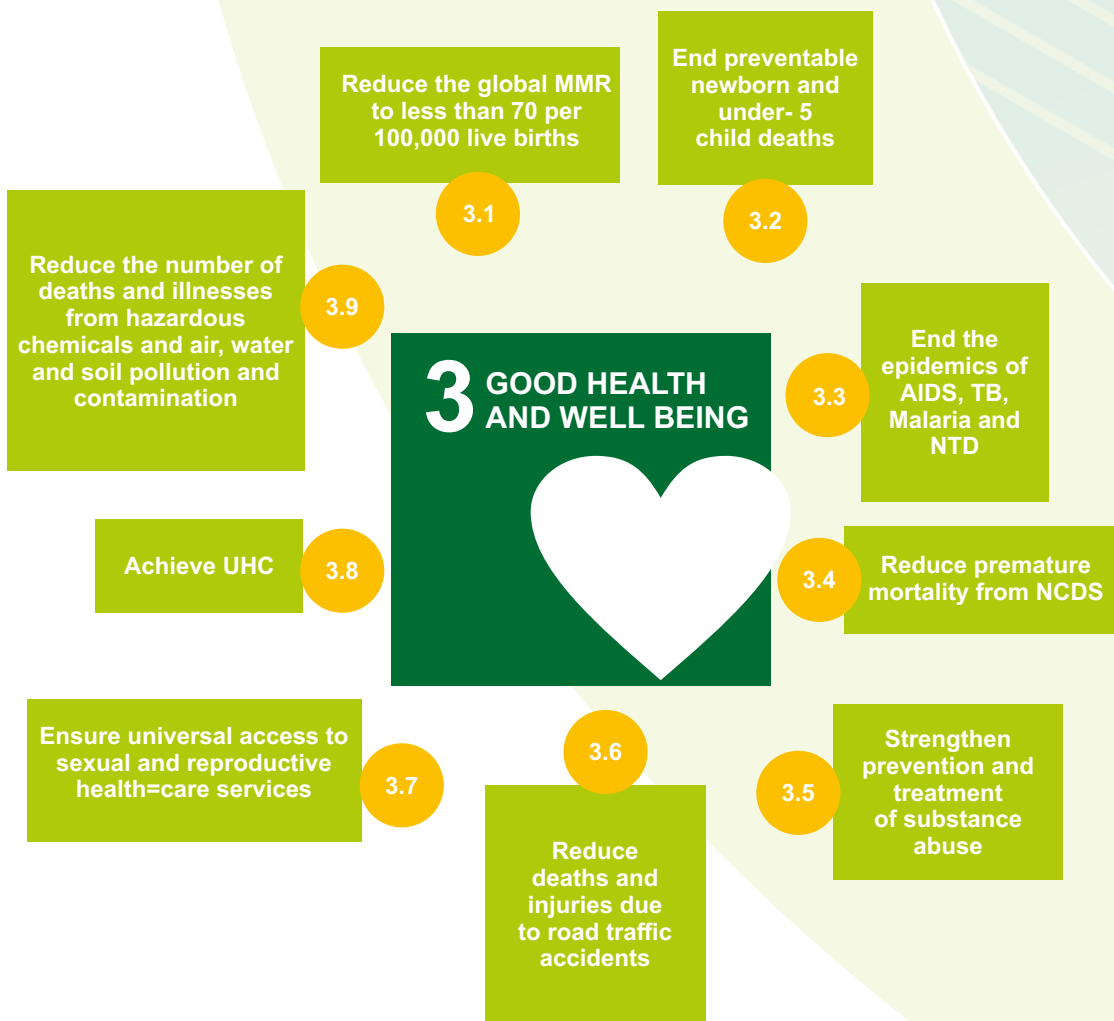 3 GOOD HEALTH
AND WELL BEING
Reduce the global MMR
to less than 70 per
100,000 live births
3.1
End preventable
newborn and
under- 5
child deaths
3.2
End the
epidemics of
AIDS, TB,
Malaria and
NTD
3.3
Reduce premature
mortality from NCDS
3.4
Strengthen
prevention and
treatment
of substance
abuse
3.5
3.6
Reduce
deaths and
injuries due
to road traffic
accidents
Ensure universal access to
sexual and reproductive
health=care services
3.7
Achieve UHC
3.8
Reduce the number of
deaths and illnesses
from hazardous
chemicals and air, water
and soil pollution and
contamination
3.9